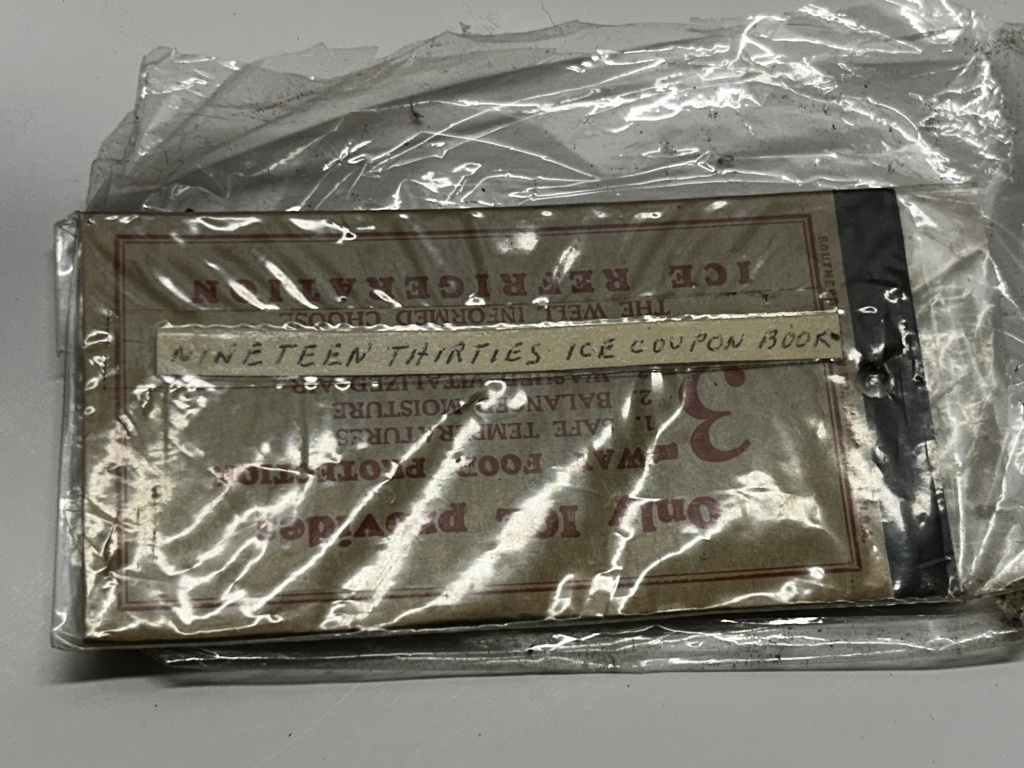 NINETEEN THIRTIES ICE COUPON BOOK
Only ICE provides
3-WAY FOOD PROTECTION
1. SAFE TEMPERATURES
2. BALANCED MOISTURE
WASHED, VITALIZED AIR
THE WELL INFORMED CHOOSE
ICE REFRIGERATION